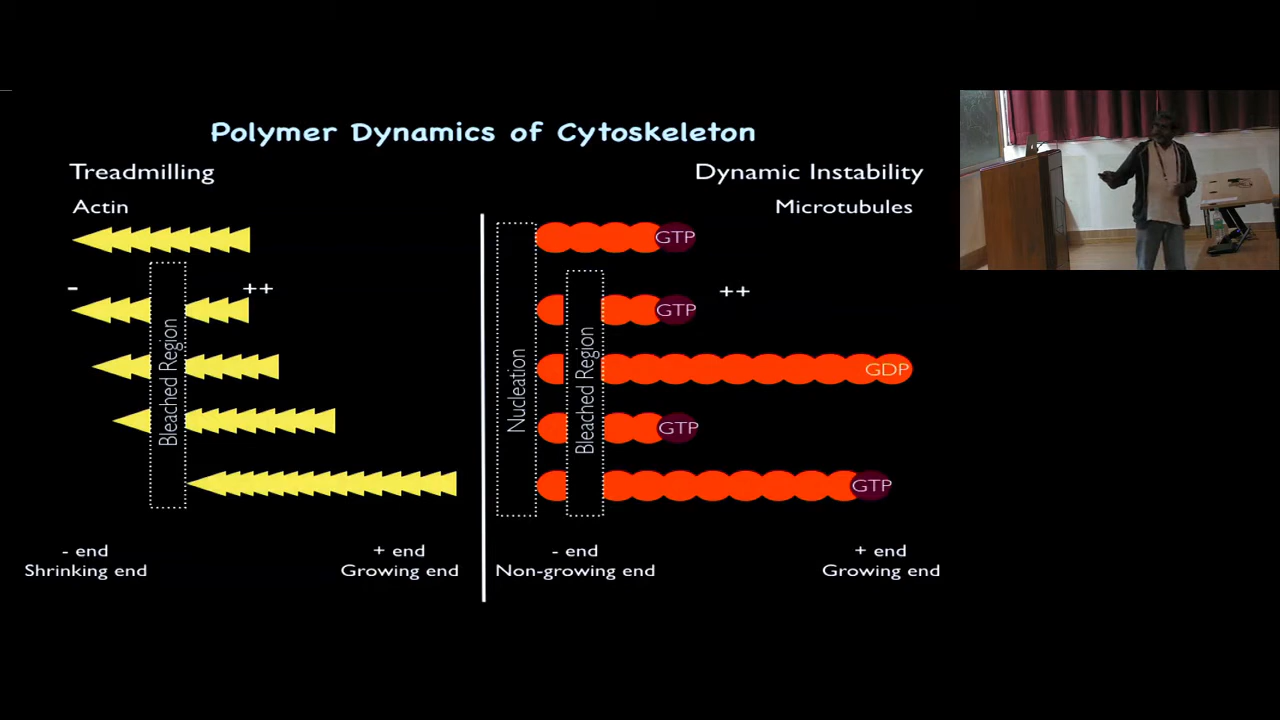 Polymer Dynamics of Cytoskeleton
Treadmilling
Actin
-
++
Bleached Region
- end
Shrinking end
+ end
Growing end
Dynamic Instability
Microtubules
GTP
GTP
++
GDP
GTP
GTP
Nucleation
Bleached Region
- end
Non-growing end
+ end
Growing end